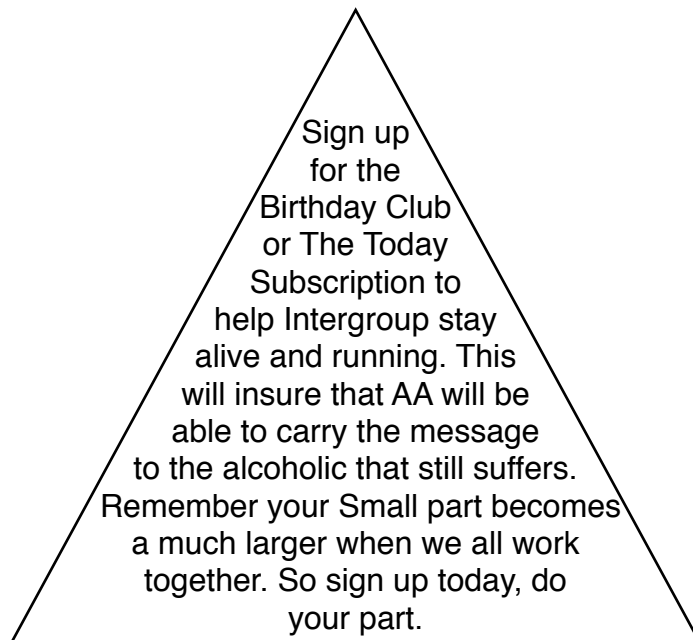 Sign up
for the
Birthday Club
or The Today
Subscription to
help Intergroup stay
alive and running. This
will insure that AA will be
able to carry the message
to the alcoholic that still suffers.
Remember your Small part becomes
a much larger when we all work
together. So sign up today, do
your part.